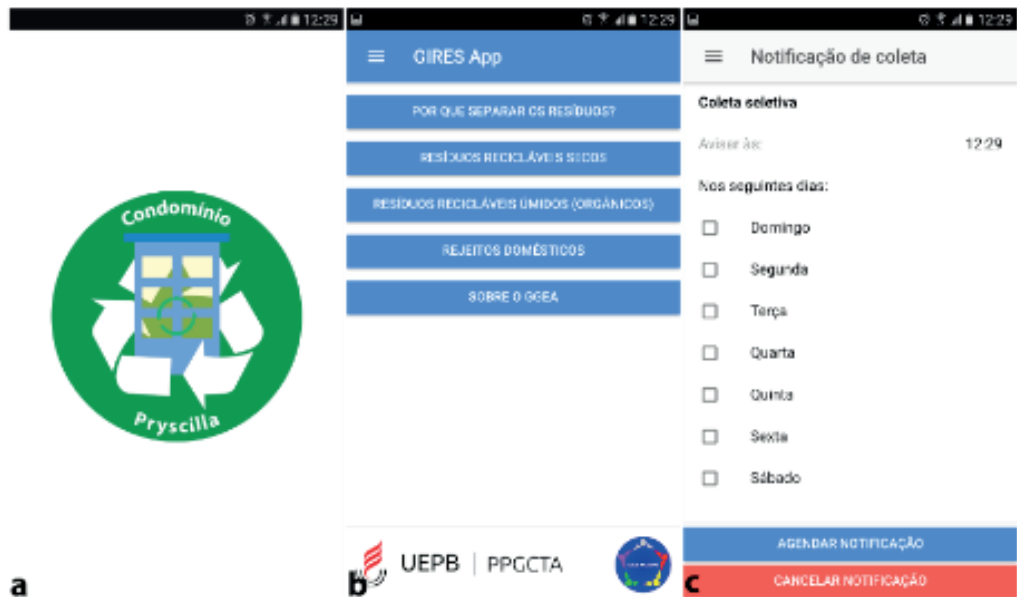 12:29
Condomínio
Pryscilla
a
12:29
GIRES App
POR QUE SEPARAR OS RESÍDUOS?
RESÍDUOS RECICLÁVEIS SECOS
RESÍDUOS RECICLÁVEIS ÚMIDOS (ORGÂNICOS)
REJEITOS DOMÉSTICOS
SOBRE O GGEA
UEPB | PPGCTA
b
12:29
Notificação de coleta
Coleta seletiva
Avisar às: 12:29
Nos seguintes dias:
Domingo
Segunda
Terça
Quarta
Quinta
Sexta
Sábado
AGENDAR NOTIFICAÇÃO
CANCELAR NOTIFICAÇÃO
c